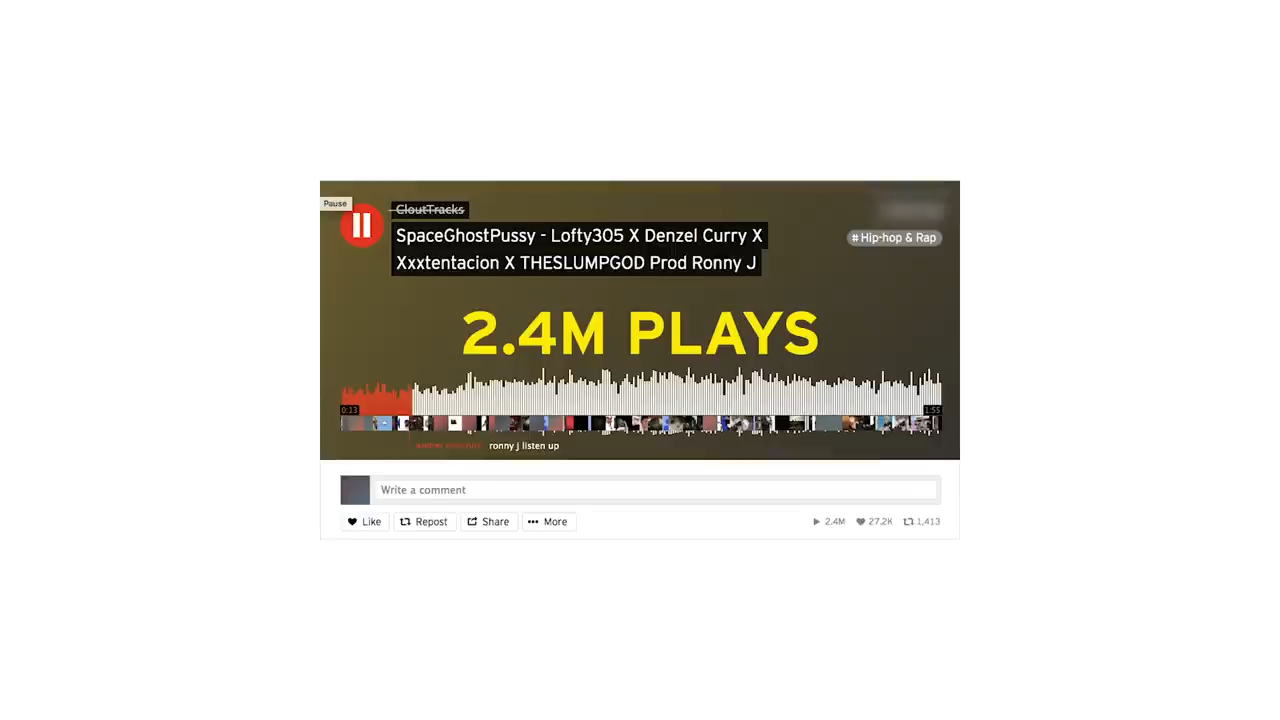 Pause
CloutTracks
SpaceGhostPussy - Lofty305 X Denzel Curry X
Xxxtentacion X THESLUMPGOD Prod Ronny J
# Hip-hop & Rap
2.4M PLAYS
0:13
1:55
ronny j listen up
Write a comment
Like
Repost
Share
More
2.4M
27.2K
1,413